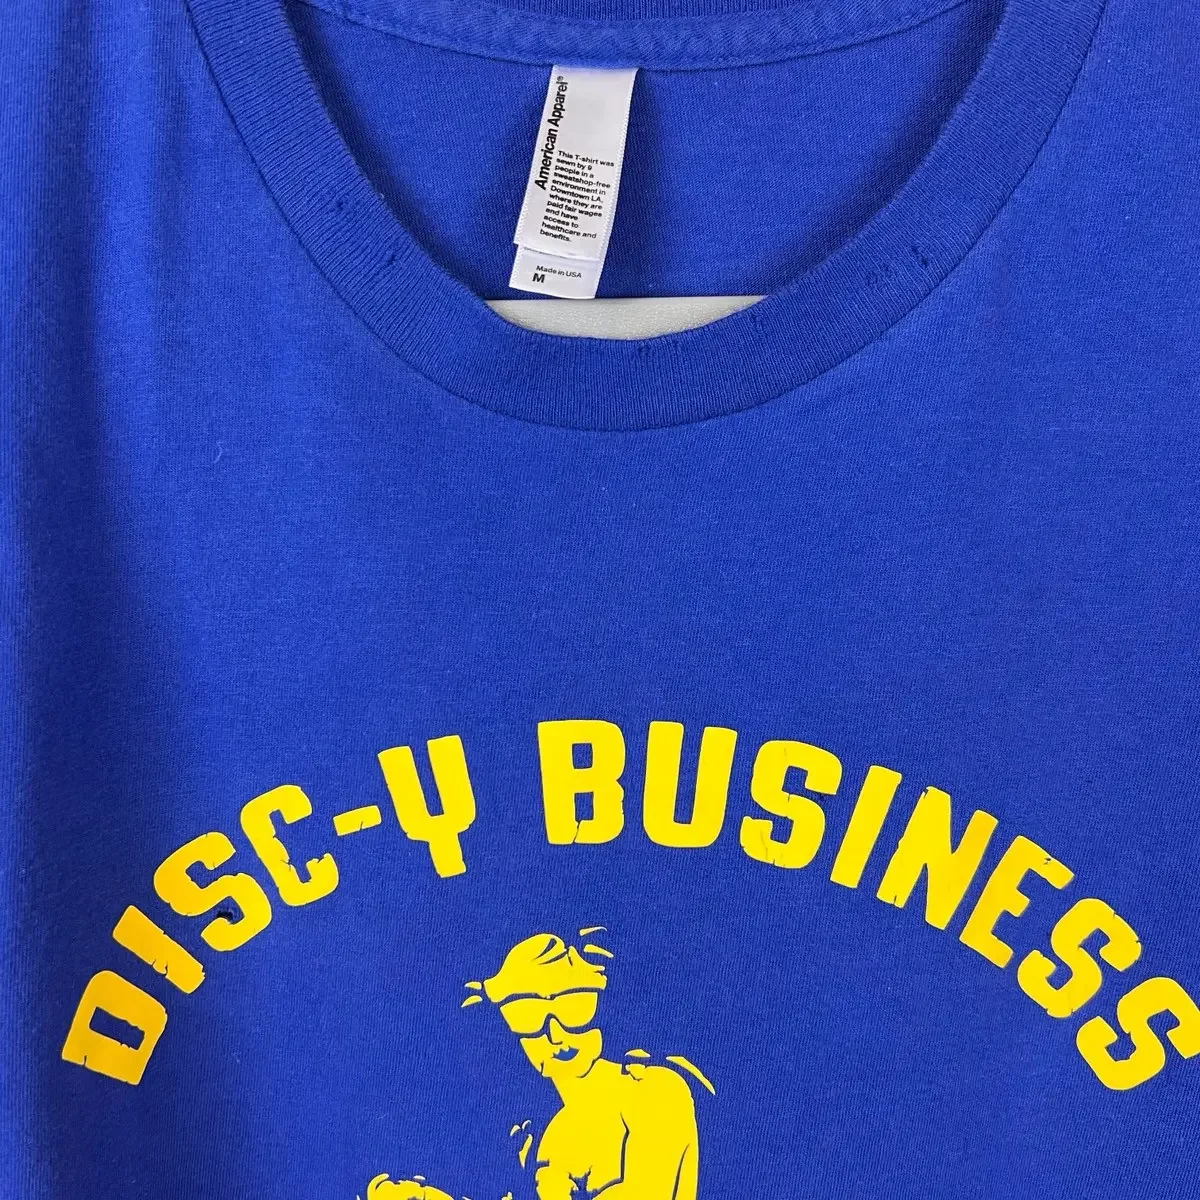 American Apparel®
This T-shirt was
sewn by 9
people in a
sweatshop-free
environment in
Downtown LA,
where they are
paid fair wages
and have
access to
healthcare and
benefits.
Made in USA
M
DISC-Y BUSINESS